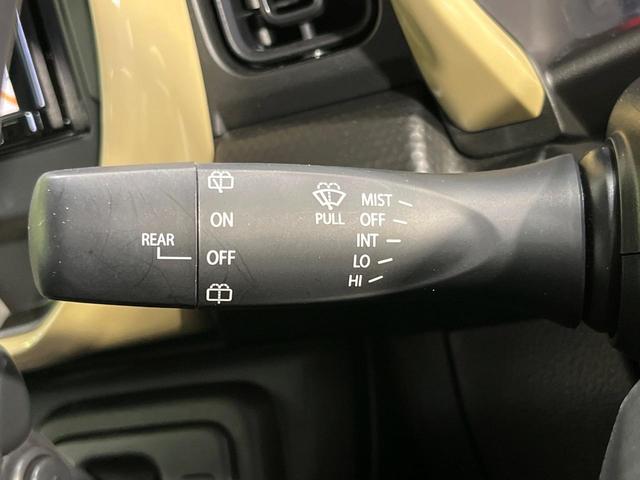 REAR
ON
OFF
PULL
MIST
OFF
INT
LO
HI